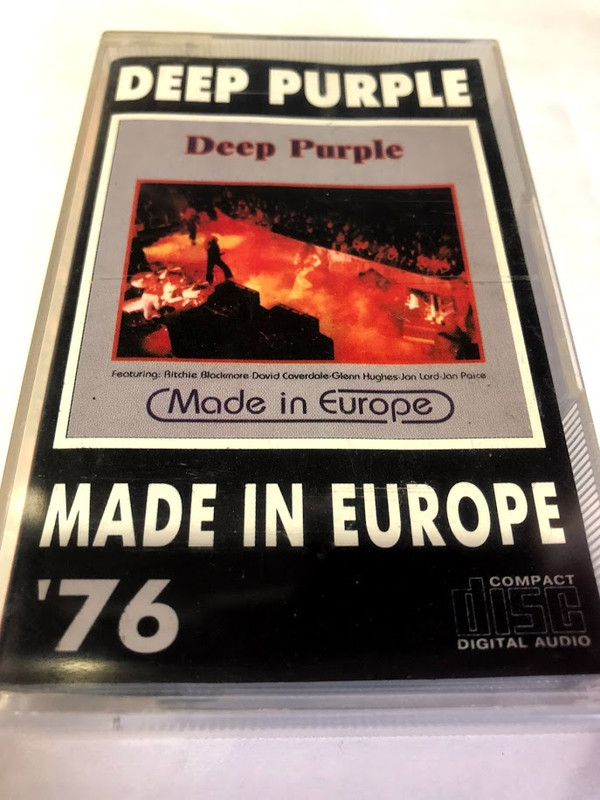 DEEP PURPLE
Deep Purple
Featuring: Ritchie Blackmore·David Coverdale·Glenn Hughes·Jon Lord·Ian Paice
Made in Europe
MADE IN EUROPE
'76
COMPACT
disc
DIGITAL AUDIO